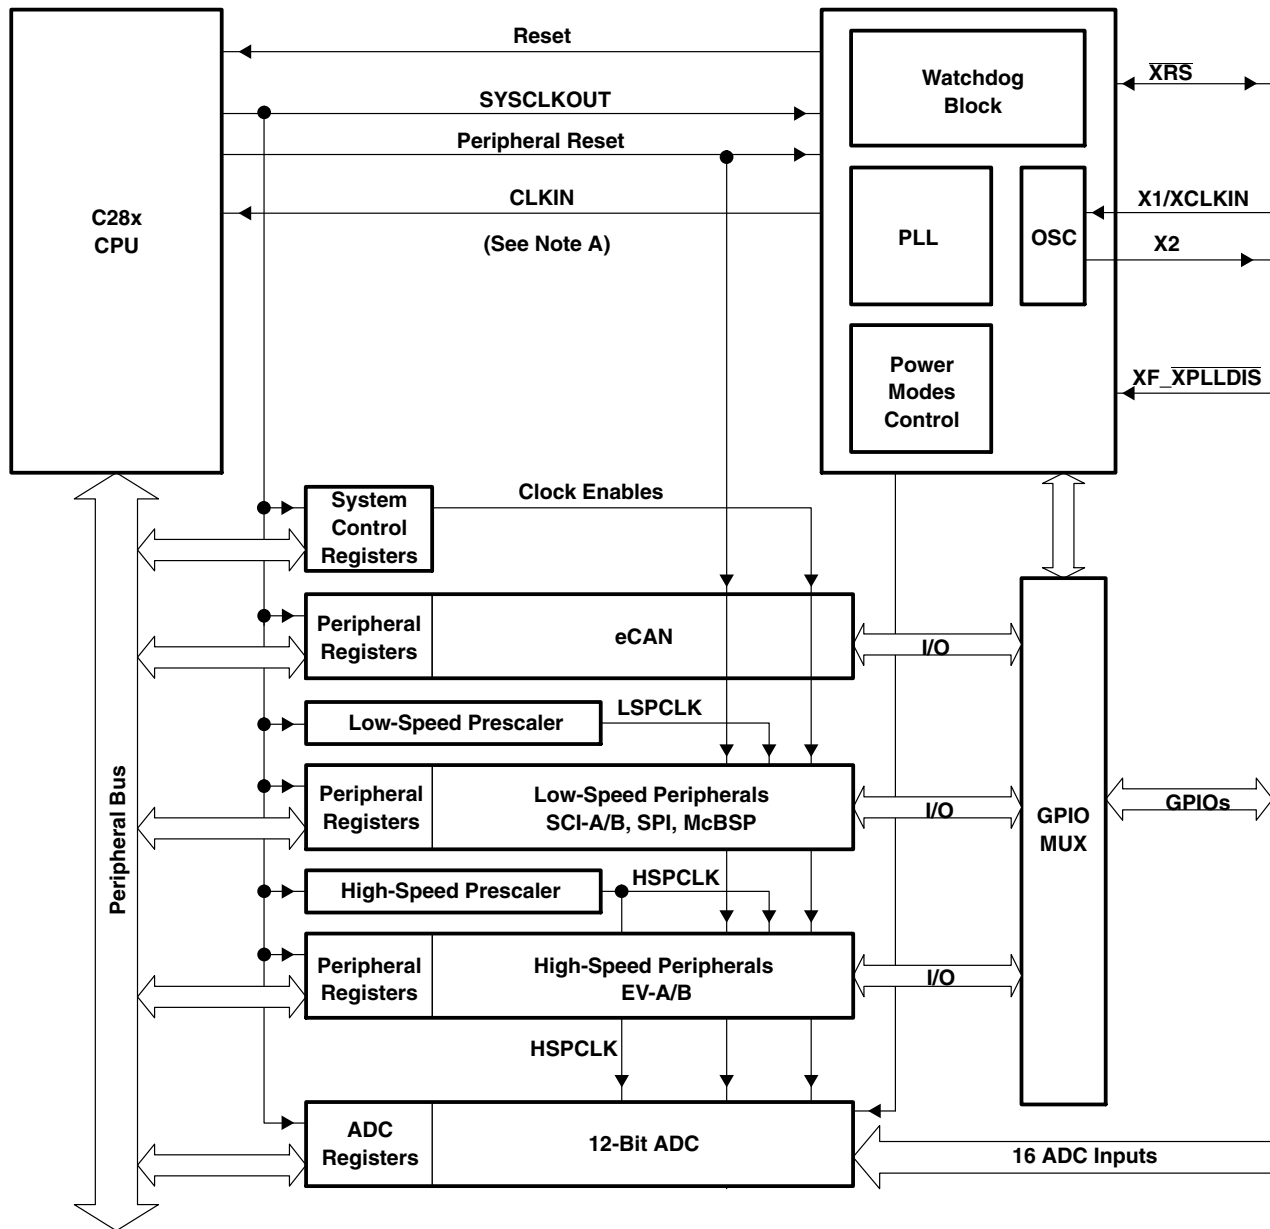 Reset
Watchdog
Block
XRS
SYSCLKOUT
Peripheral Reset
C28x
CPU
CLKIN
(See Note A)
PLL
OSC
X1/XCLKIN
X2
Power
Modes
Control
XF_XPLLDIS
System
Control
Registers
Clock Enables
Peripheral
Registers
eCAN
I/O
Low-Speed Prescaler
LSPCLK
Peripheral
Registers
Low-Speed Peripherals
SCI-A/B, SPI, McBSP
I/O
GPIO
MUX
GPIOs
Peripheral Bus
High-Speed Prescaler
HSPCLK
Peripheral
Registers
High-Speed Peripherals
EV-A/B
I/O
HSPCLK
ADC
Registers
12-Bit ADC
16 ADC Inputs